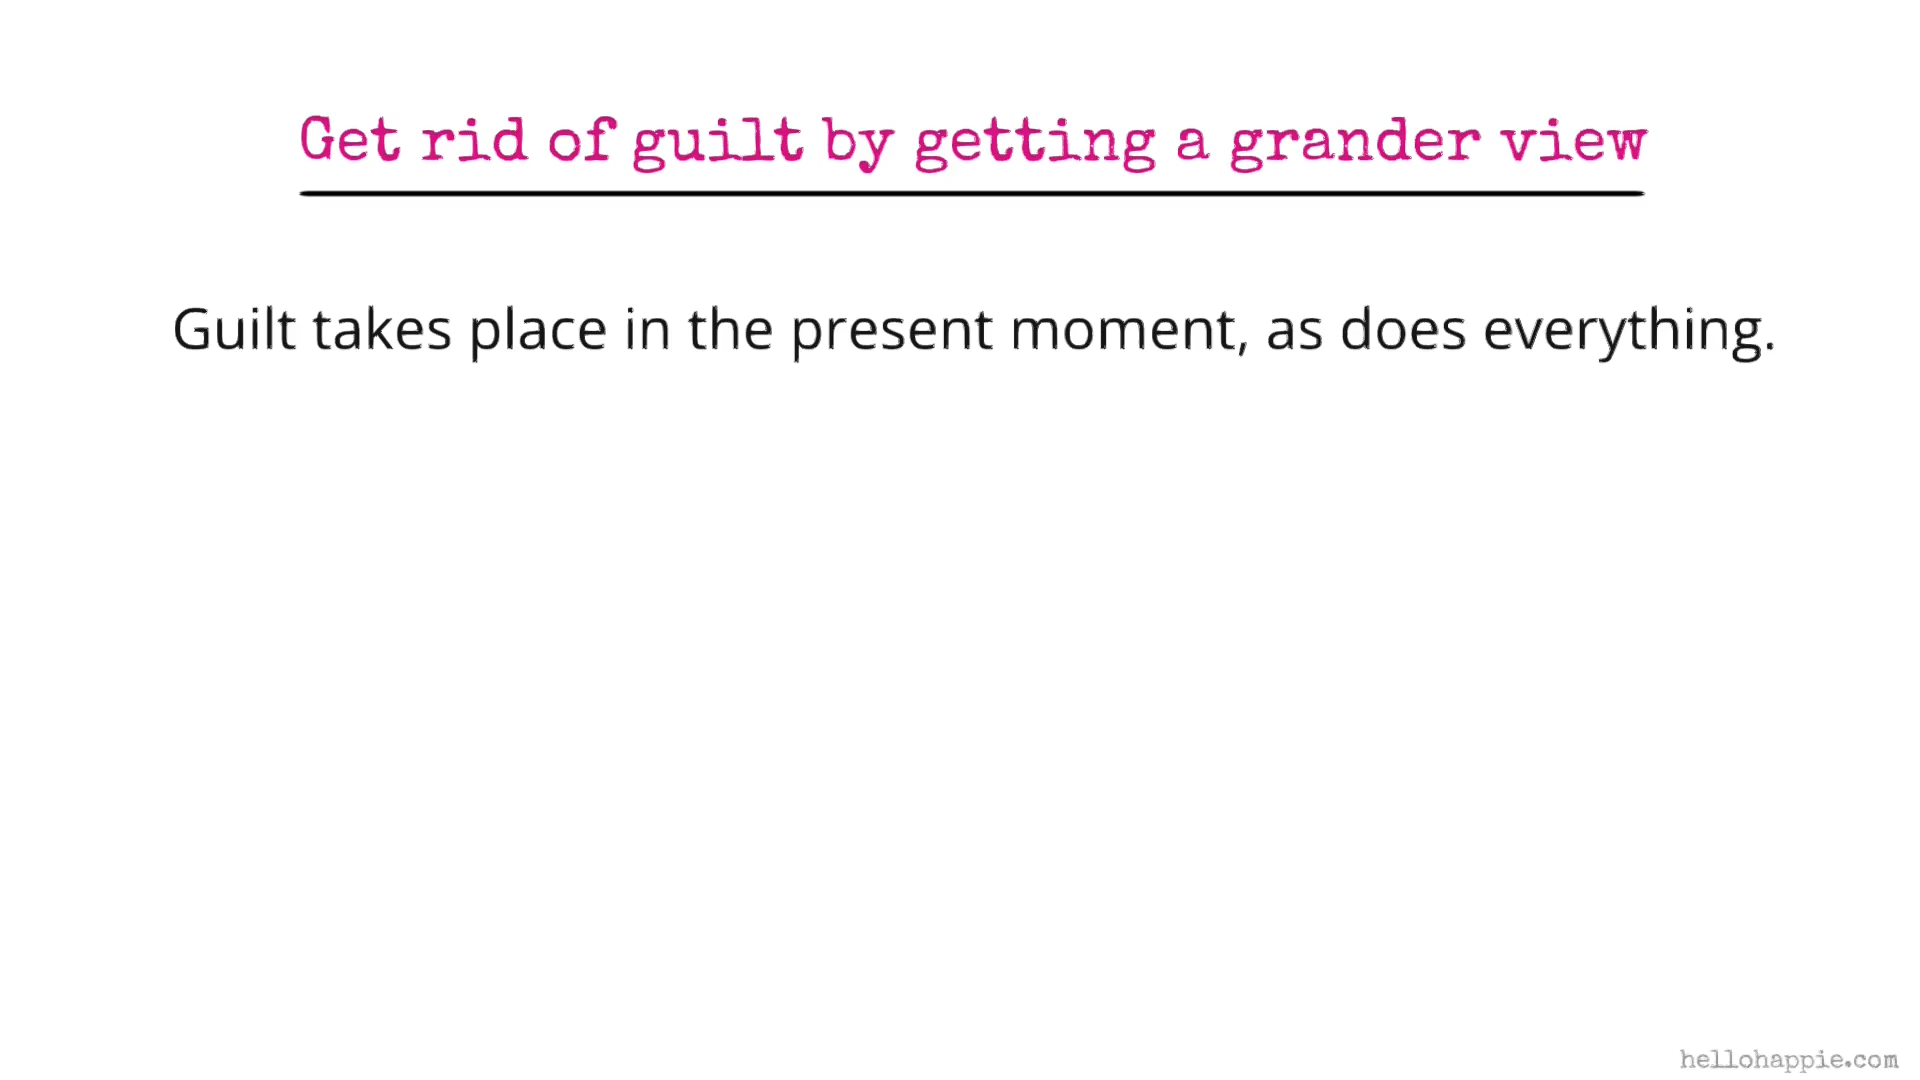 Get rid of guilt by getting a grander view
Guilt takes place in the present moment, as does everything.
hellohappie.com